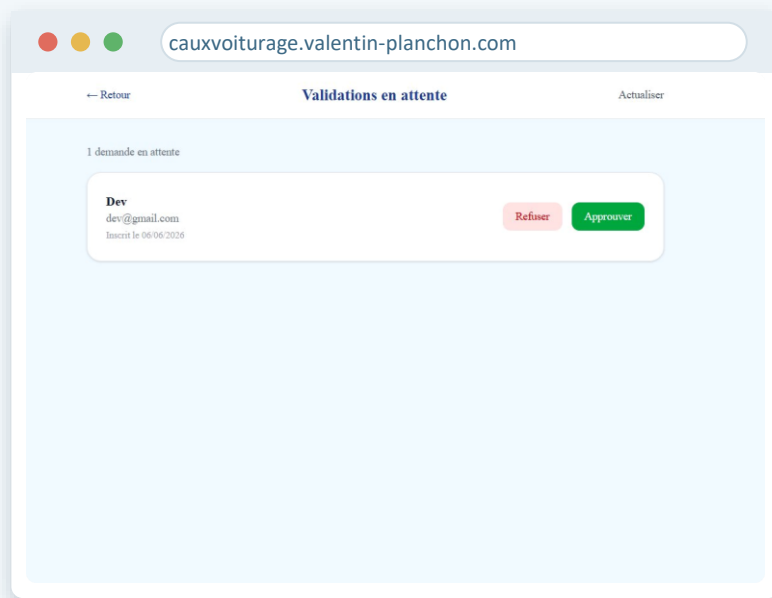 cauxvoiturage.valentin-planchon.com
← Retour Validations en attente Actualiser
1 demande en attente
Dev
dev@gmail.com
Inscrit le 06/06/2026
Refuser Approuver